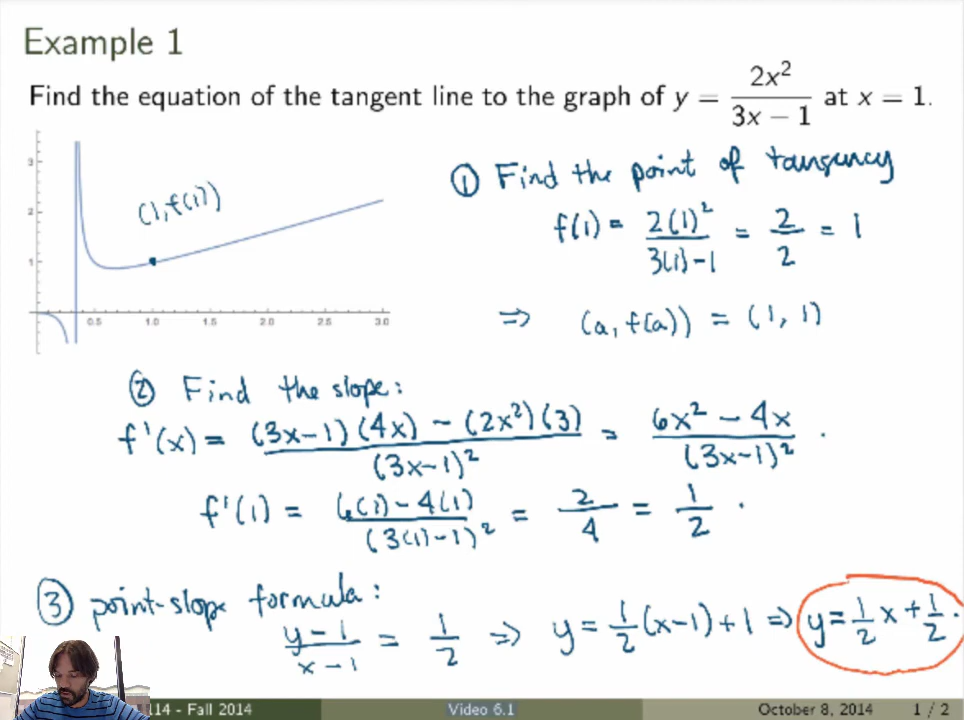 Example 1
Find the equation of the tangent line to the graph of y = 2x² / (3x − 1) at x = 1.
3
2
1
0.5 1.0 1.5 2.0 2.5 3.0
(1, f(1))
① Find the point of tangency
f(1) = 2(1)² / 3(1)-1 = 2/2 = 1
⇒ (a, f(a)) = (1, 1)
② Find the slope:
f'(x) = (3x-1)(4x) - (2x²)(3) / (3x-1)² = 6x² - 4x / (3x-1)² .
f'(1) = 6(1) - 4(1) / (3(1)-1)² = 2/4 = 1/2 .
③ point-slope formula:
y-1 / x-1 = 1/2 ⇒ y = 1/2 (x-1) + 1 ⇒ y = 1/2 x + 1/2 .
114 - Fall 2014 Video 6.1 October 8, 2014 1 / 2